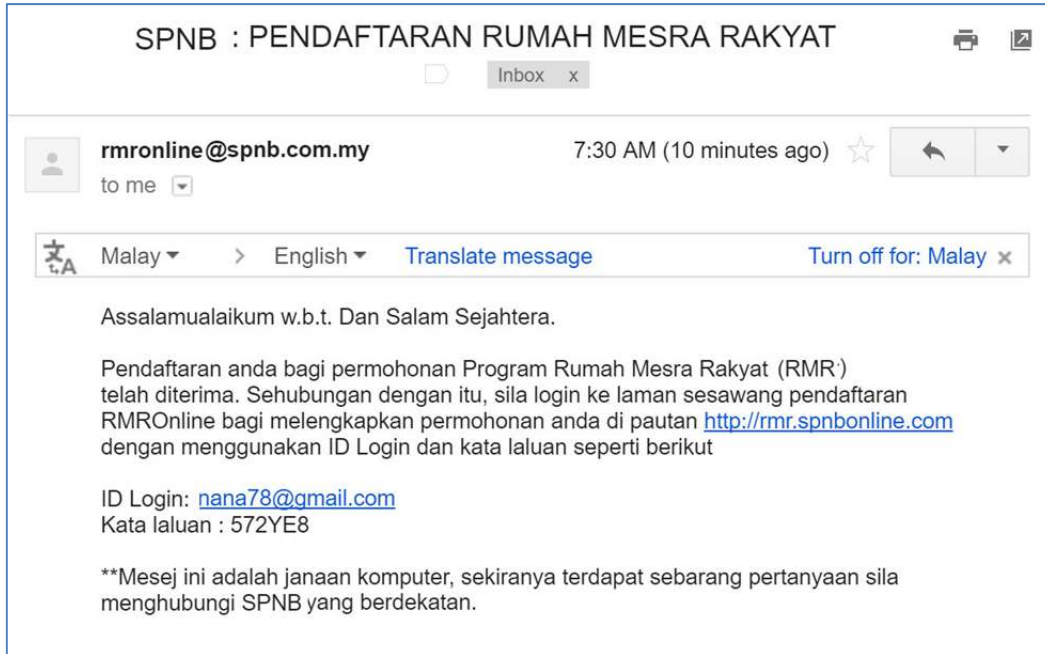 SPNB : PENDAFTARAN RUMAH MESRA RAKYAT
Inbox x
rmronline@spnb.com.my 7:30 AM (10 minutes ago)
to me
Malay > English Translate message Turn off for: Malay ×
Assalamualaikum w.b.t. Dan Salam Sejahtera.
Pendaftaran anda bagi permohonan Program Rumah Mesra Rakyat (RMR)
telah diterima. Sehubungan dengan itu, sila login ke laman sesawang pendaftaran
RMROnline bagi melengkapkan permohonan anda di pautan http://rmr.spnbonline.com
dengan menggunakan ID Login dan kata laluan seperti berikut
ID Login: nana78@gmail.com
Kata laluan : 572YE8
**Mesej ini adalah janaan komputer, sekiranya terdapat sebarang pertanyaan sila
menghubungi SPNB yang berdekatan.